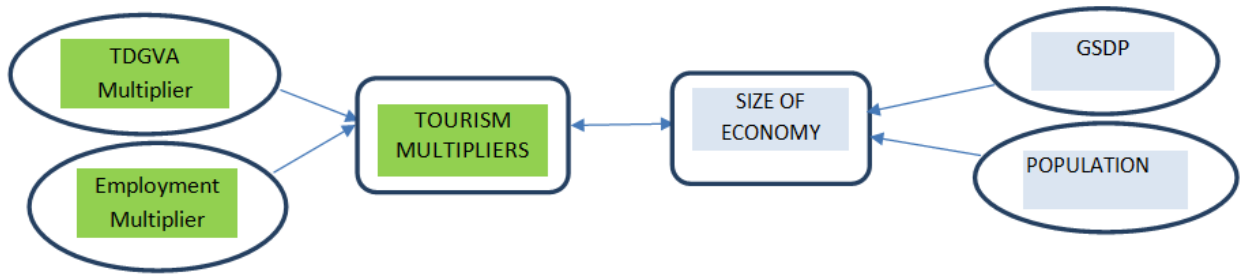 TDGVA
Multiplier
Employment
Multiplier
TOURISM
MULTIPLIERS
SIZE OF
ECONOMY
GSDP
POPULATION